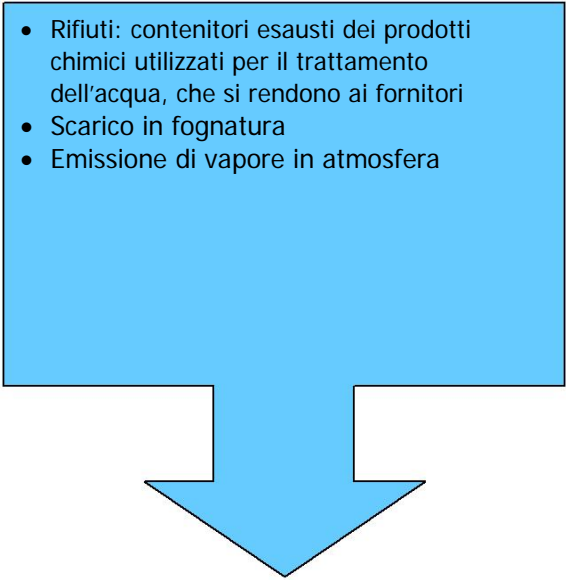 • Rifiuti: contenitori esausti dei prodotti
chimici utilizzati per il trattamento
dell'acqua, che si rendono ai fornitori
• Scarico in fognatura
• Emissione di vapore in atmosfera